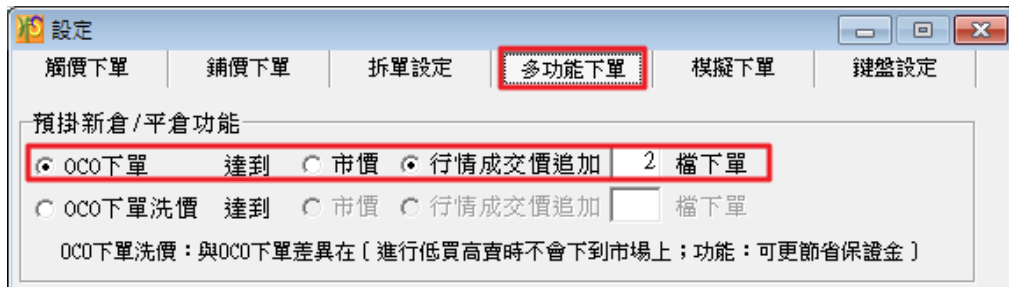 設定
觸價下單 鋪價下單 拆單設定 多功能下單 模擬下單 鍵盤設定
預掛新倉/平倉功能
OCO下單 達到 市價 行情成交價追加 2 檔下單
OCO下單洗價 達到 市價 行情成交價追加 檔下單
OCO下單洗價：與OCO下單差異在﹝進行低買高賣時不會下到市場上；功能：可更節省保證金﹞